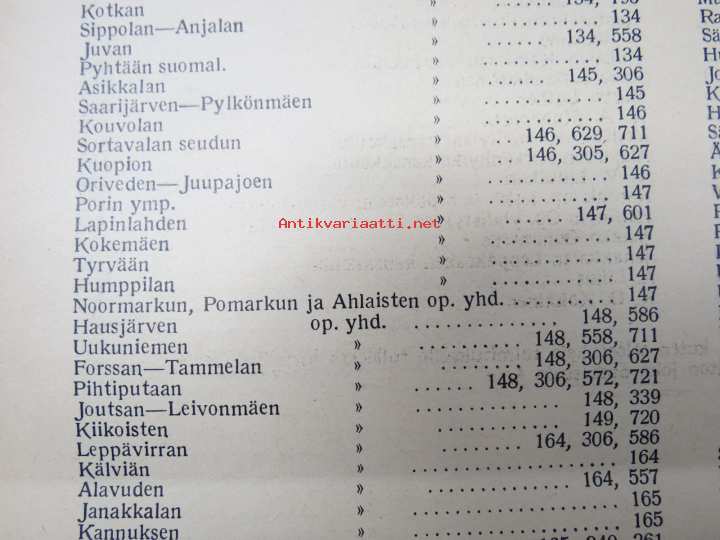 Kotkan » 134,
Sippolan—Anjalan » ............ 134
Juvan » ...... 134, 558
Pyhtään suomal. » ............ 134
Asikkalan » ...... 145, 306
Saarijärven—Pylkönmäen » ............ 145
Kouvolan » ............ 146
Sortavalan seudun » .. 146, 629, 711
Kuopion » .. 146, 305, 627
Oriveden—Juupajoen » ............ 146
Porin ymp. » ............ 147
Lapinlahden » ...... 147, 601
Kokemäen » ............ 147
Tyrvään » ............ 147
Humppilan » ............ 147
Noormarkun, Pomarkun ja Ahlaisten op. yhd. ......... 147
Hausjärven op. yhd. .............. 148, 586
Uukuniemen » .......... 148, 558, 711
Forssan—Tammelan » ........ 148, 306, 627
Pihtiputaan » ..... 148, 306, 572, 721
Joutsan—Leivonmäen » .............. 148, 339
Kiikoisten » ........... 149, 720
Leppävirran » ........ 164, 306, 586
Kälviän » .................... 164
Alavuden » ............. 164, 557
Janakkalan » .................... 165
Kannuksen » .................. 165
Antikvariaatti.net